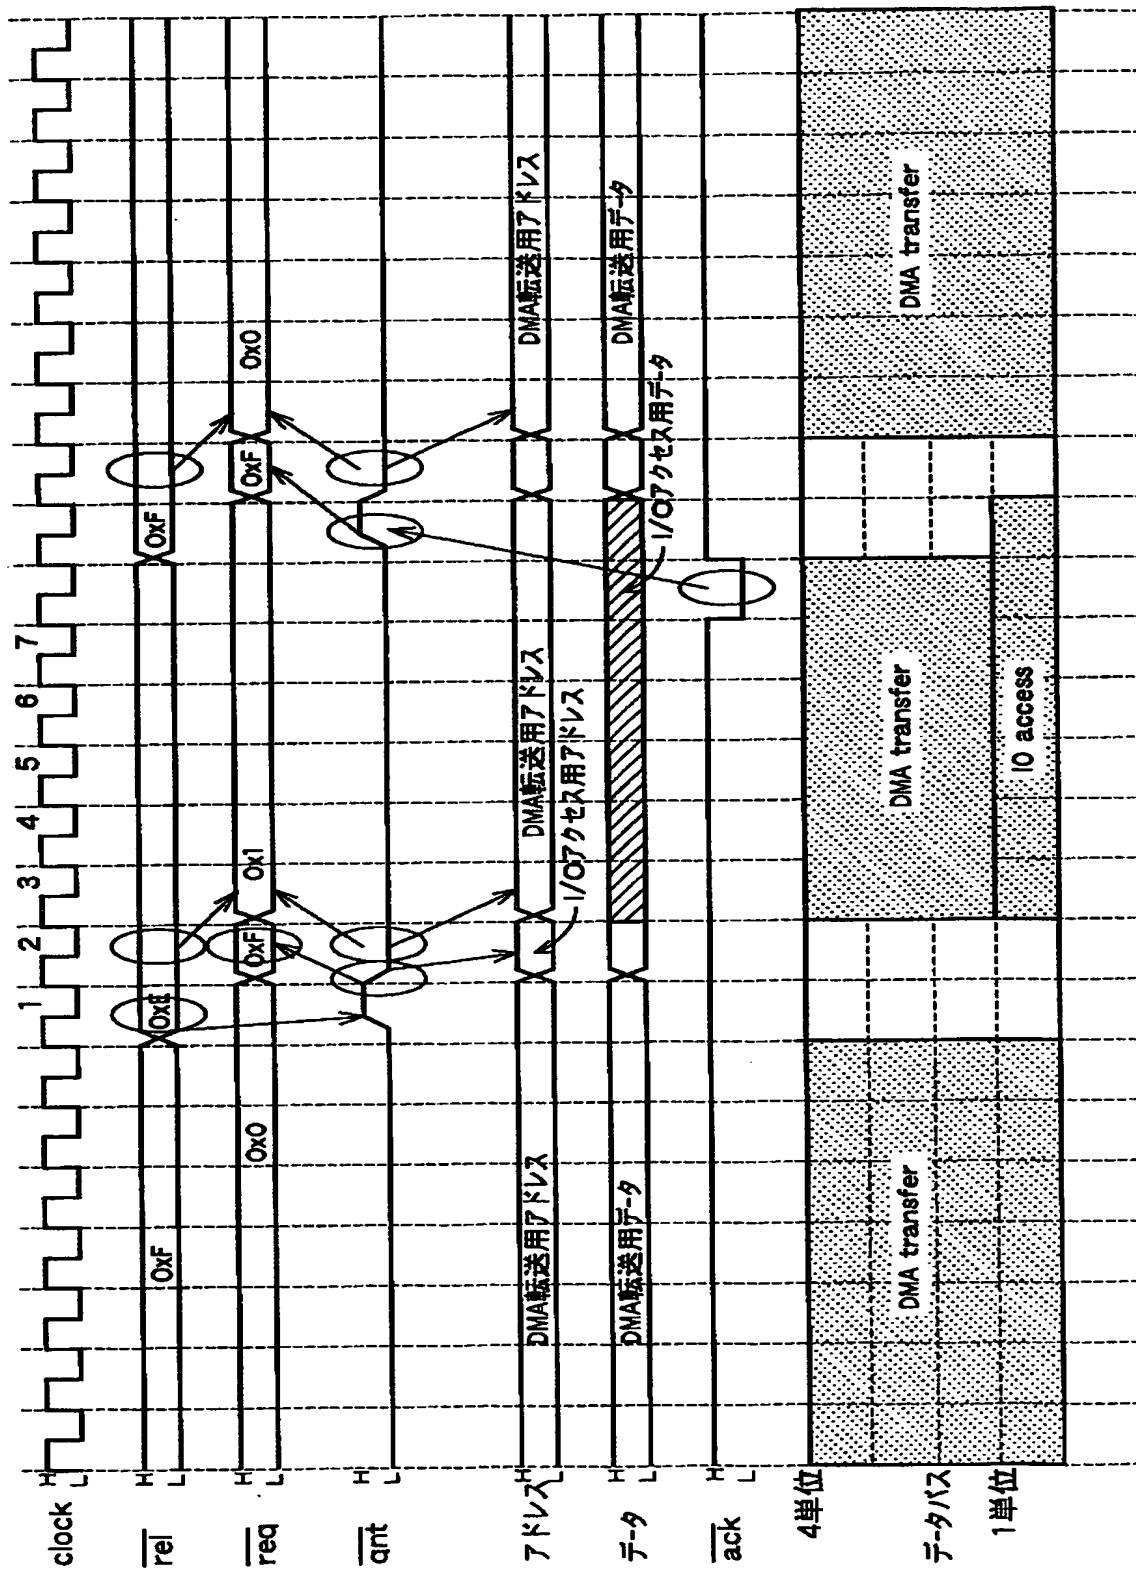 clock H L 1 2 3 4 5 6 7
rel H L 0xF 0xE 0xF
req H L 0x0 0xF 0x1 0xF 0x0
qnt H L
アドレス H L DMA転送用アドレス DMA転送用アドレス DMA転送用アドレス
I/Oアクセス用アドレス
データ H L DMA転送用データ DMA転送用データ
I/Oアクセス用データ
ack H L
4単位
データバス DMA transfer DMA transfer DMA transfer
1単位 IO access